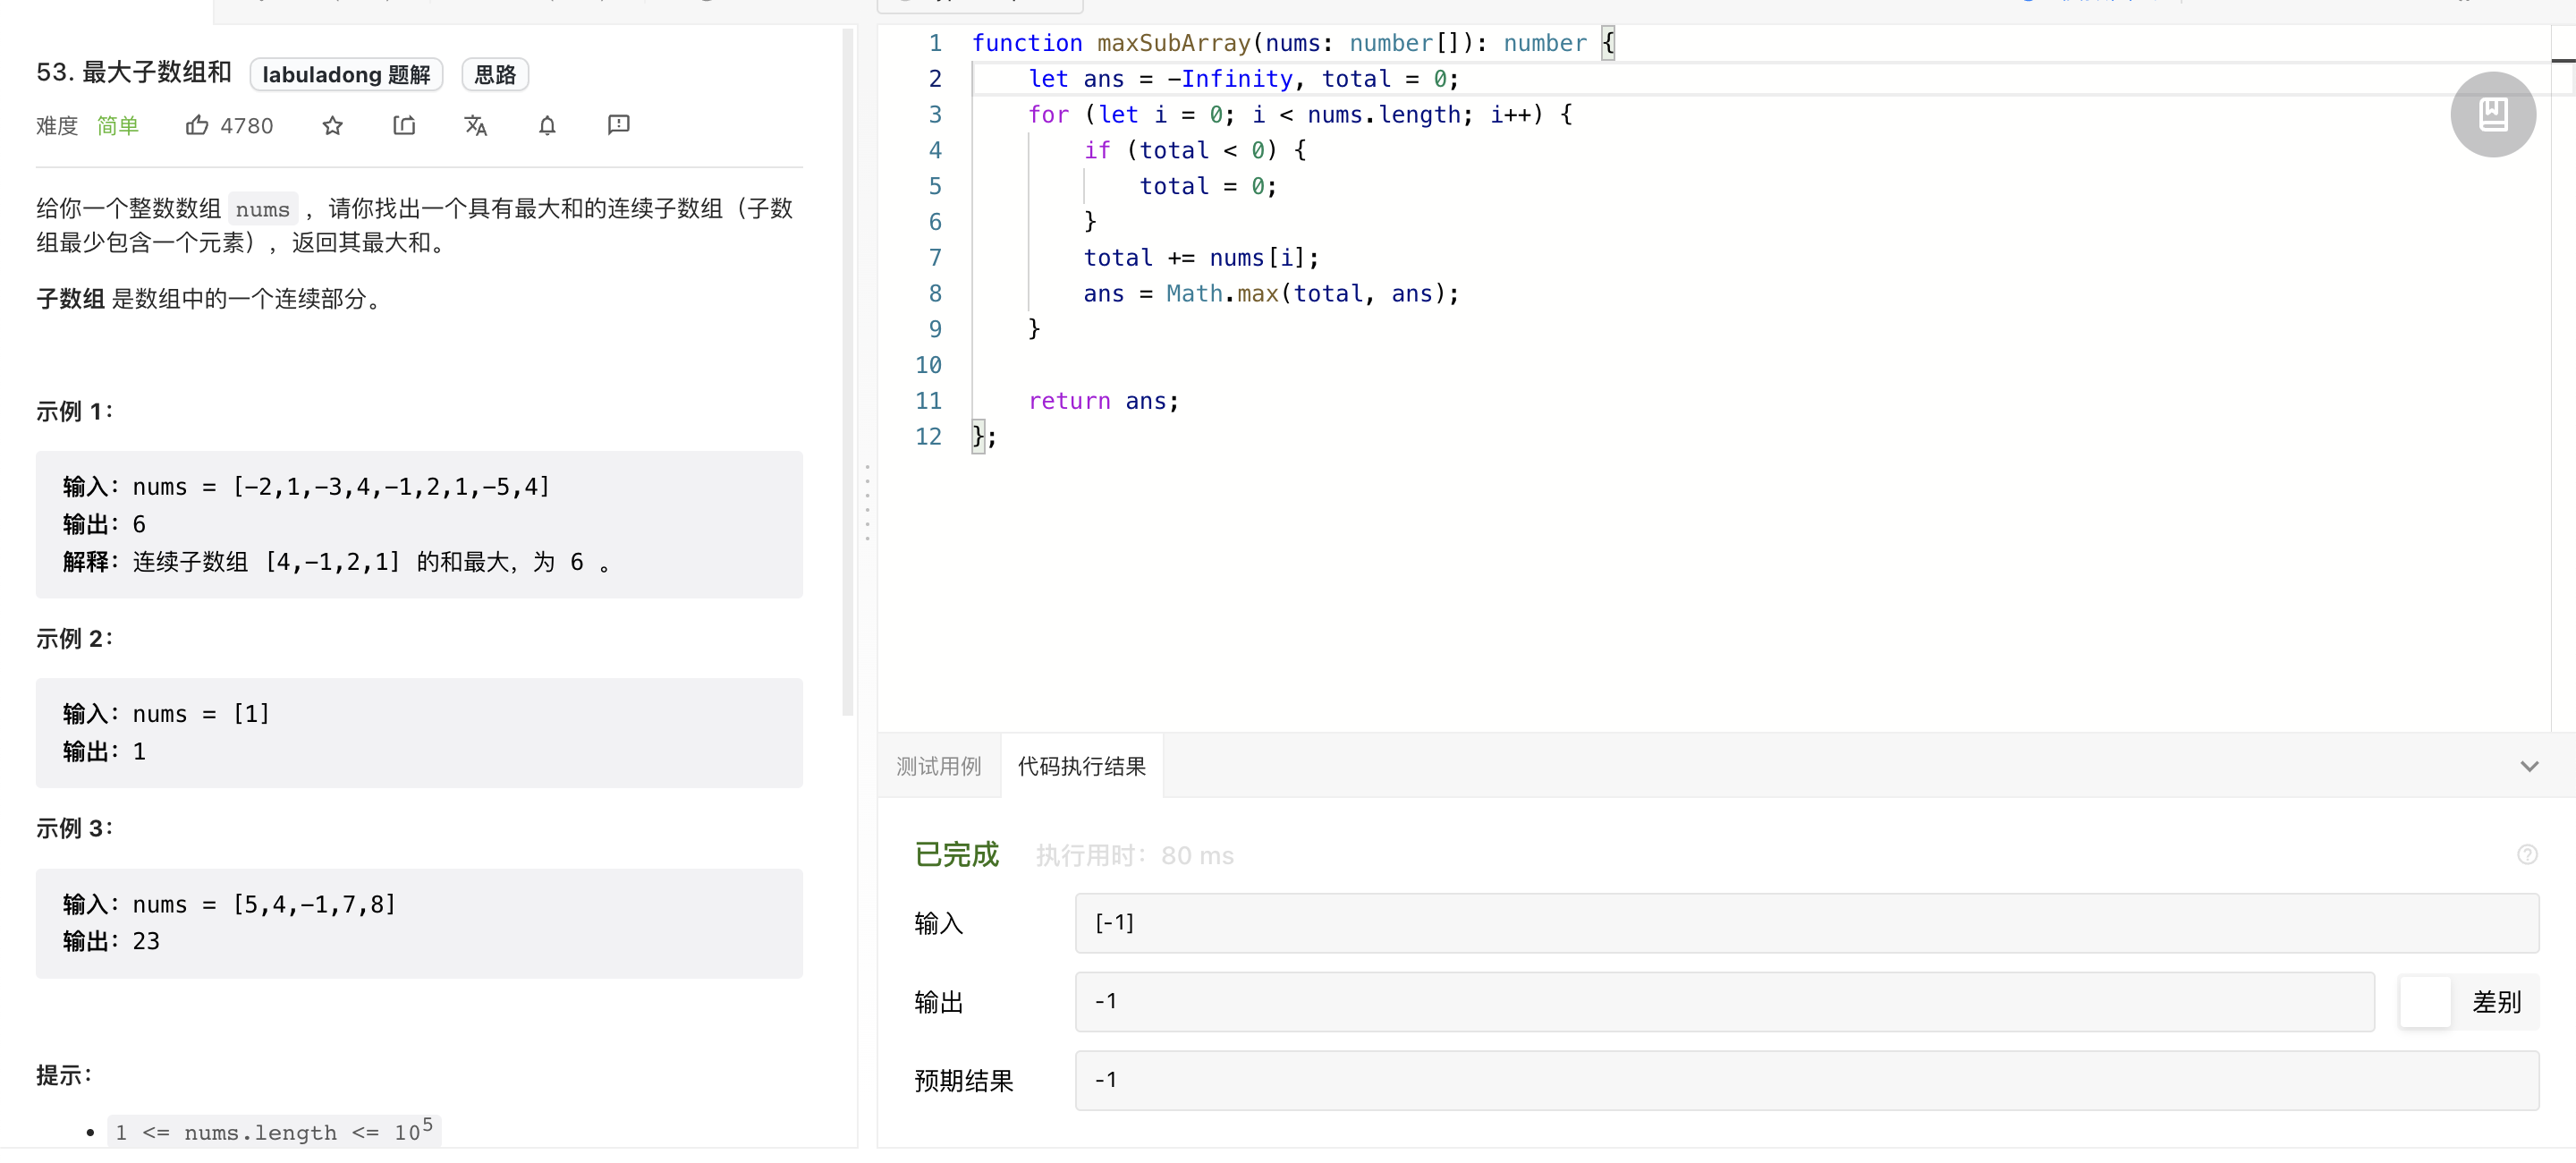 53. 最大子数组和 labuladong 题解 思路
难度 简单 4780
给你一个整数数组 nums ，请你找出一个具有最大和的连续子数组（子数
组最少包含一个元素），返回其最大和。
子数组 是数组中的一个连续部分。
示例 1：
输入：nums = [-2,1,-3,4,-1,2,1,-5,4]
输出：6
解释：连续子数组 [4,-1,2,1] 的和最大，为 6 。
示例 2：
输入：nums = [1]
输出：1
示例 3：
输入：nums = [5,4,-1,7,8]
输出：23
提示：
• 1 <= nums.length <= 10⁵
1 function maxSubArray(nums: number[]): number {
2 let ans = -Infinity, total = 0;
3 for (let i = 0; i < nums.length; i++) {
4 if (total < 0) {
5 total = 0;
6 }
7 total += nums[i];
8 ans = Math.max(total, ans);
9 }
10
11 return ans;
12 };
测试用例 代码执行结果
已完成 执行用时：80 ms
输入 [-1]
输出 -1 差别
预期结果 -1